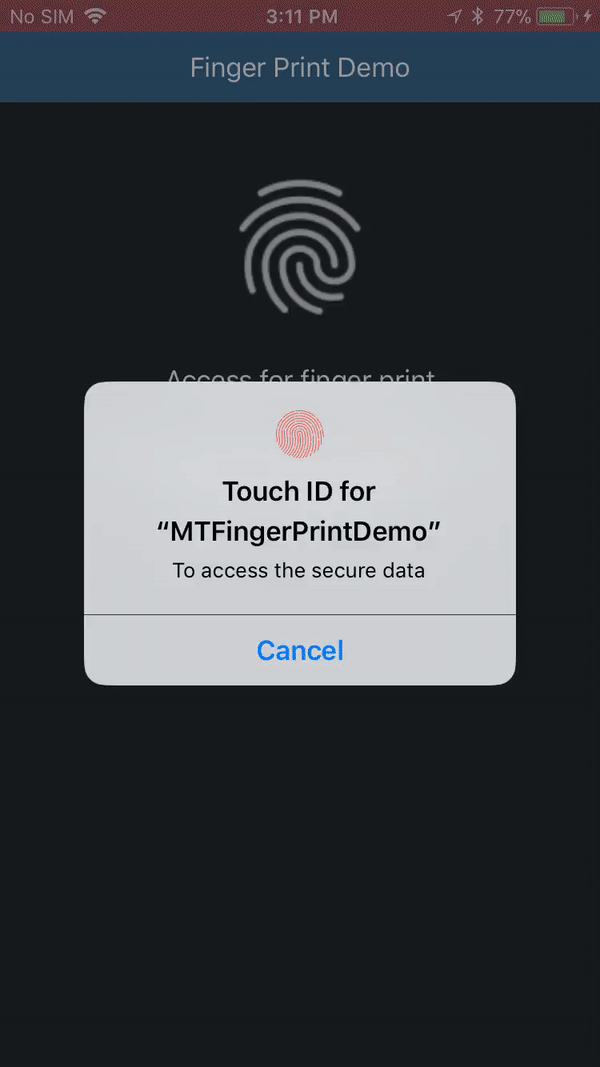 No SIM 3:11 PM 77%
Finger Print Demo
Access for finger print
Touch ID for
“MTFingerPrintDemo”
To access the secure data
Cancel